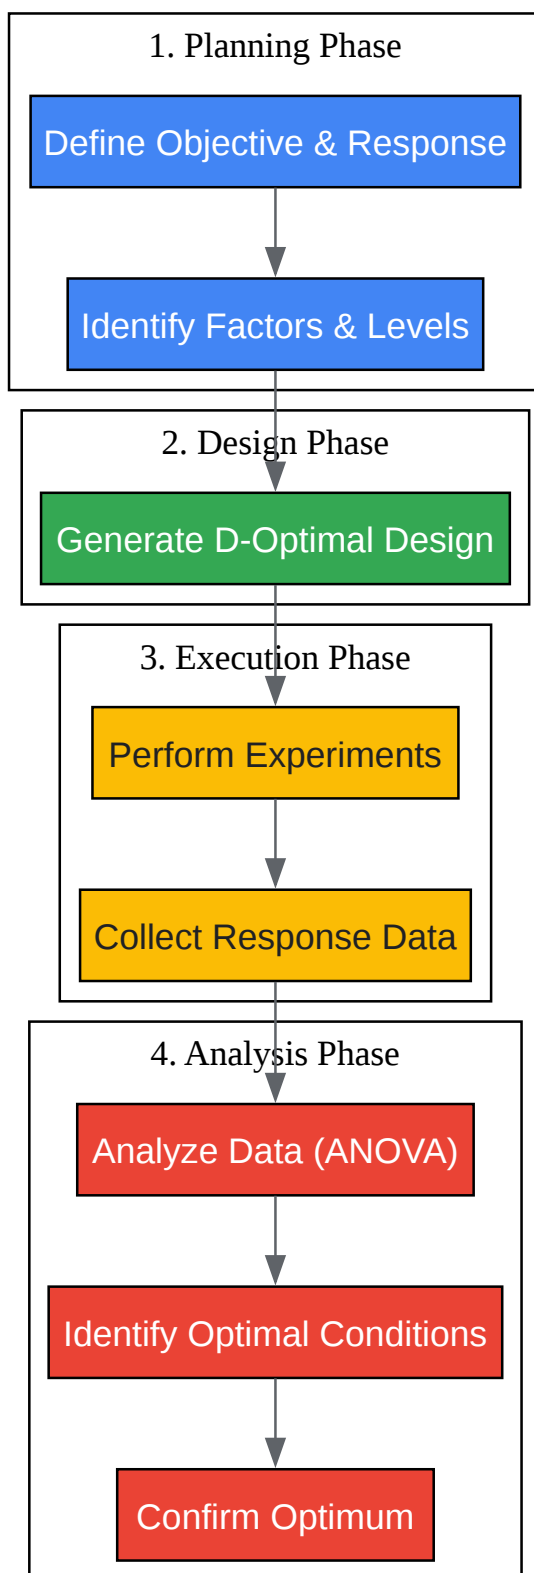 1. Planning Phase
Define Objective & Response
Identify Factors & Levels
2. Design Phase
Generate D-Optimal Design
3. Execution Phase
Perform Experiments
Collect Response Data
4. Analysis Phase
Analyze Data (ANOVA)
Identify Optimal Conditions
Confirm Optimum